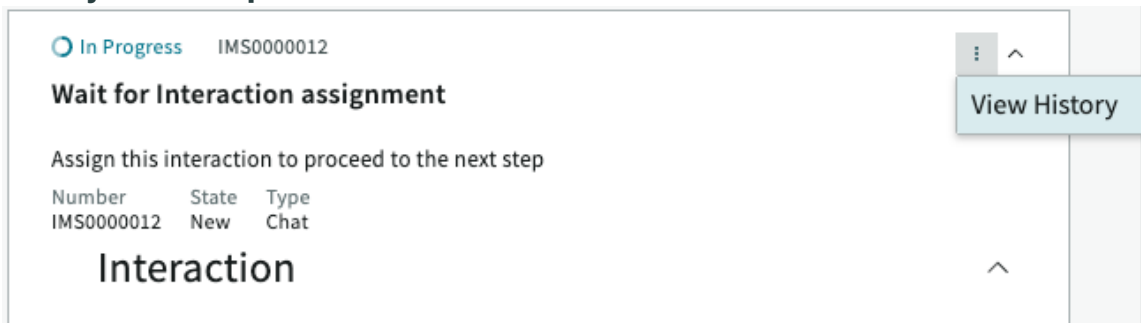 In Progress IMS0000012
Wait for Interaction assignment
View History
Assign this interaction to proceed to the next step
Number State Type
IMS0000012 New Chat
Interaction